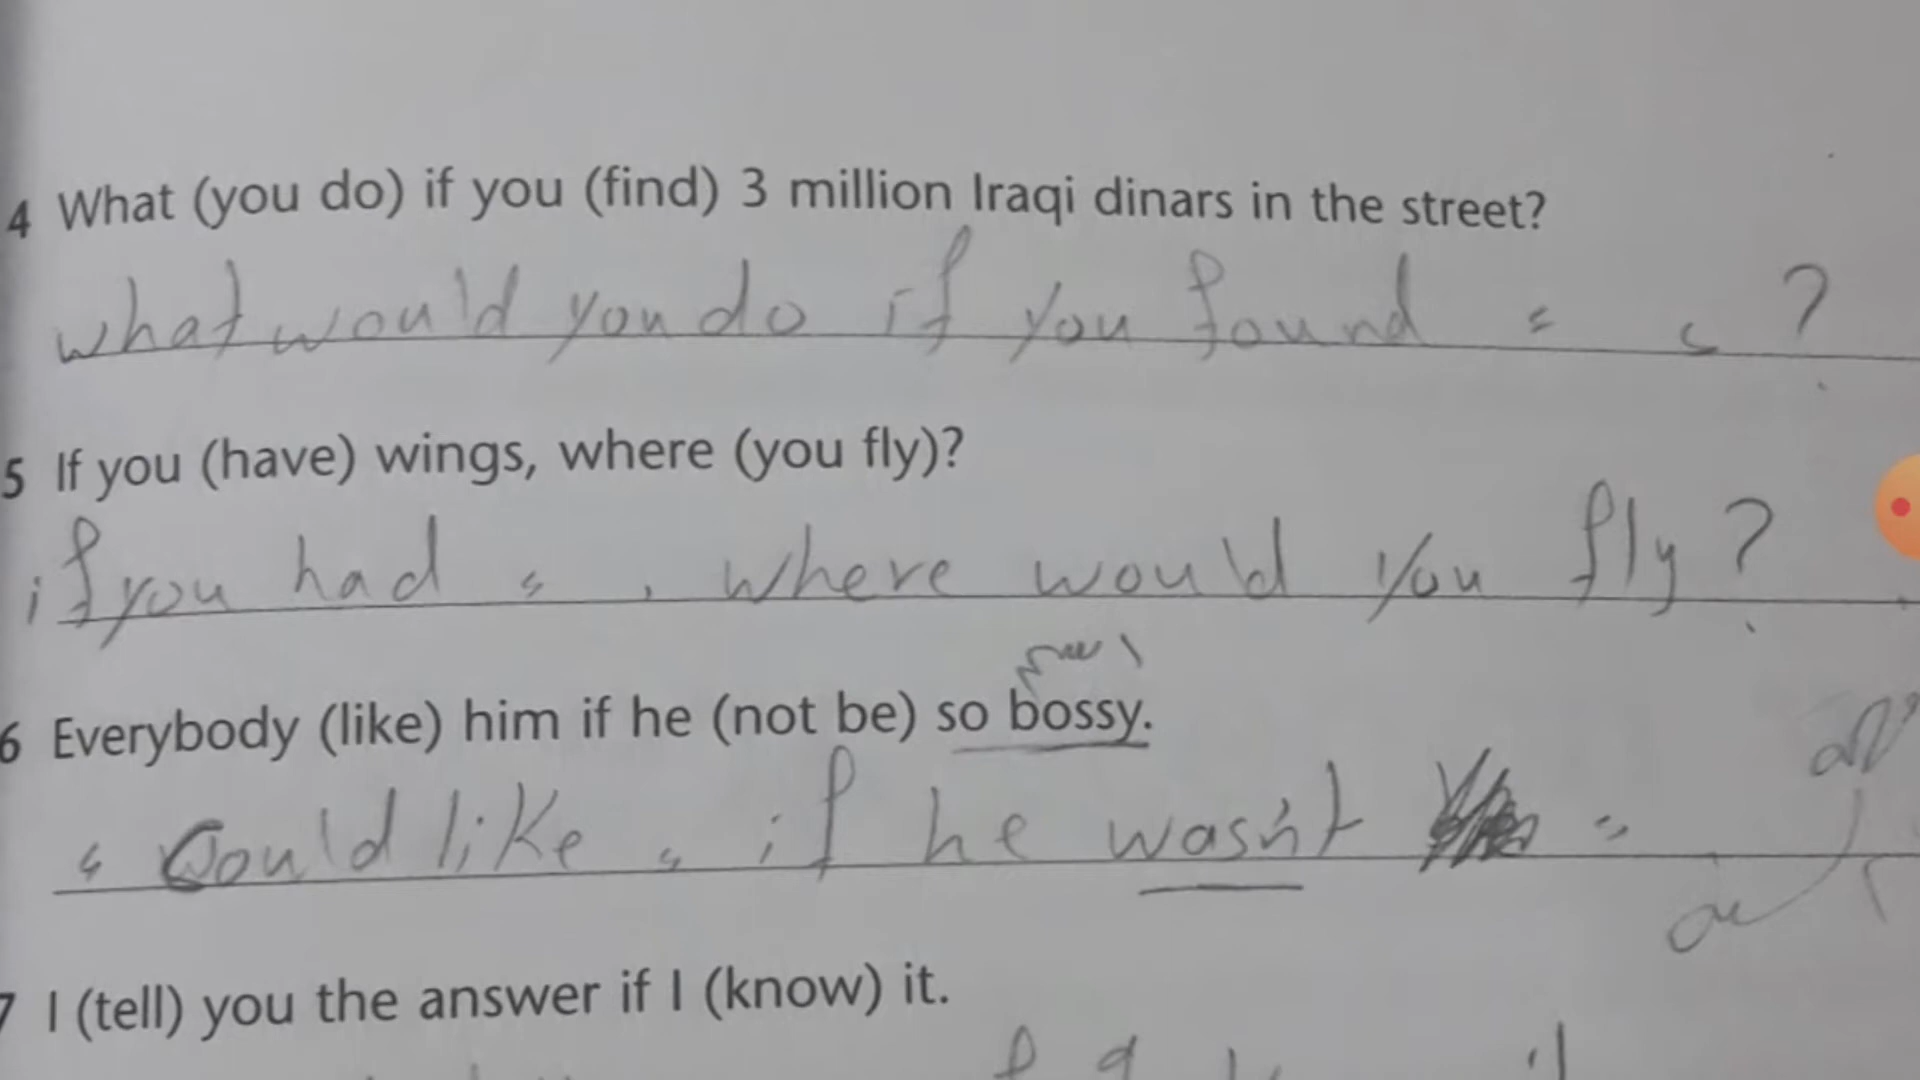 4 What (you do) if you (find) 3 million Iraqi dinars in the street?
what would you do if you found " " ?
5 If you (have) wings, where (you fly)?
if you had " , where would you fly?
6 Everybody (like) him if he (not be) so bossy.
" would like " if he wasn't "
7 I (tell) you the answer if I (know) it.